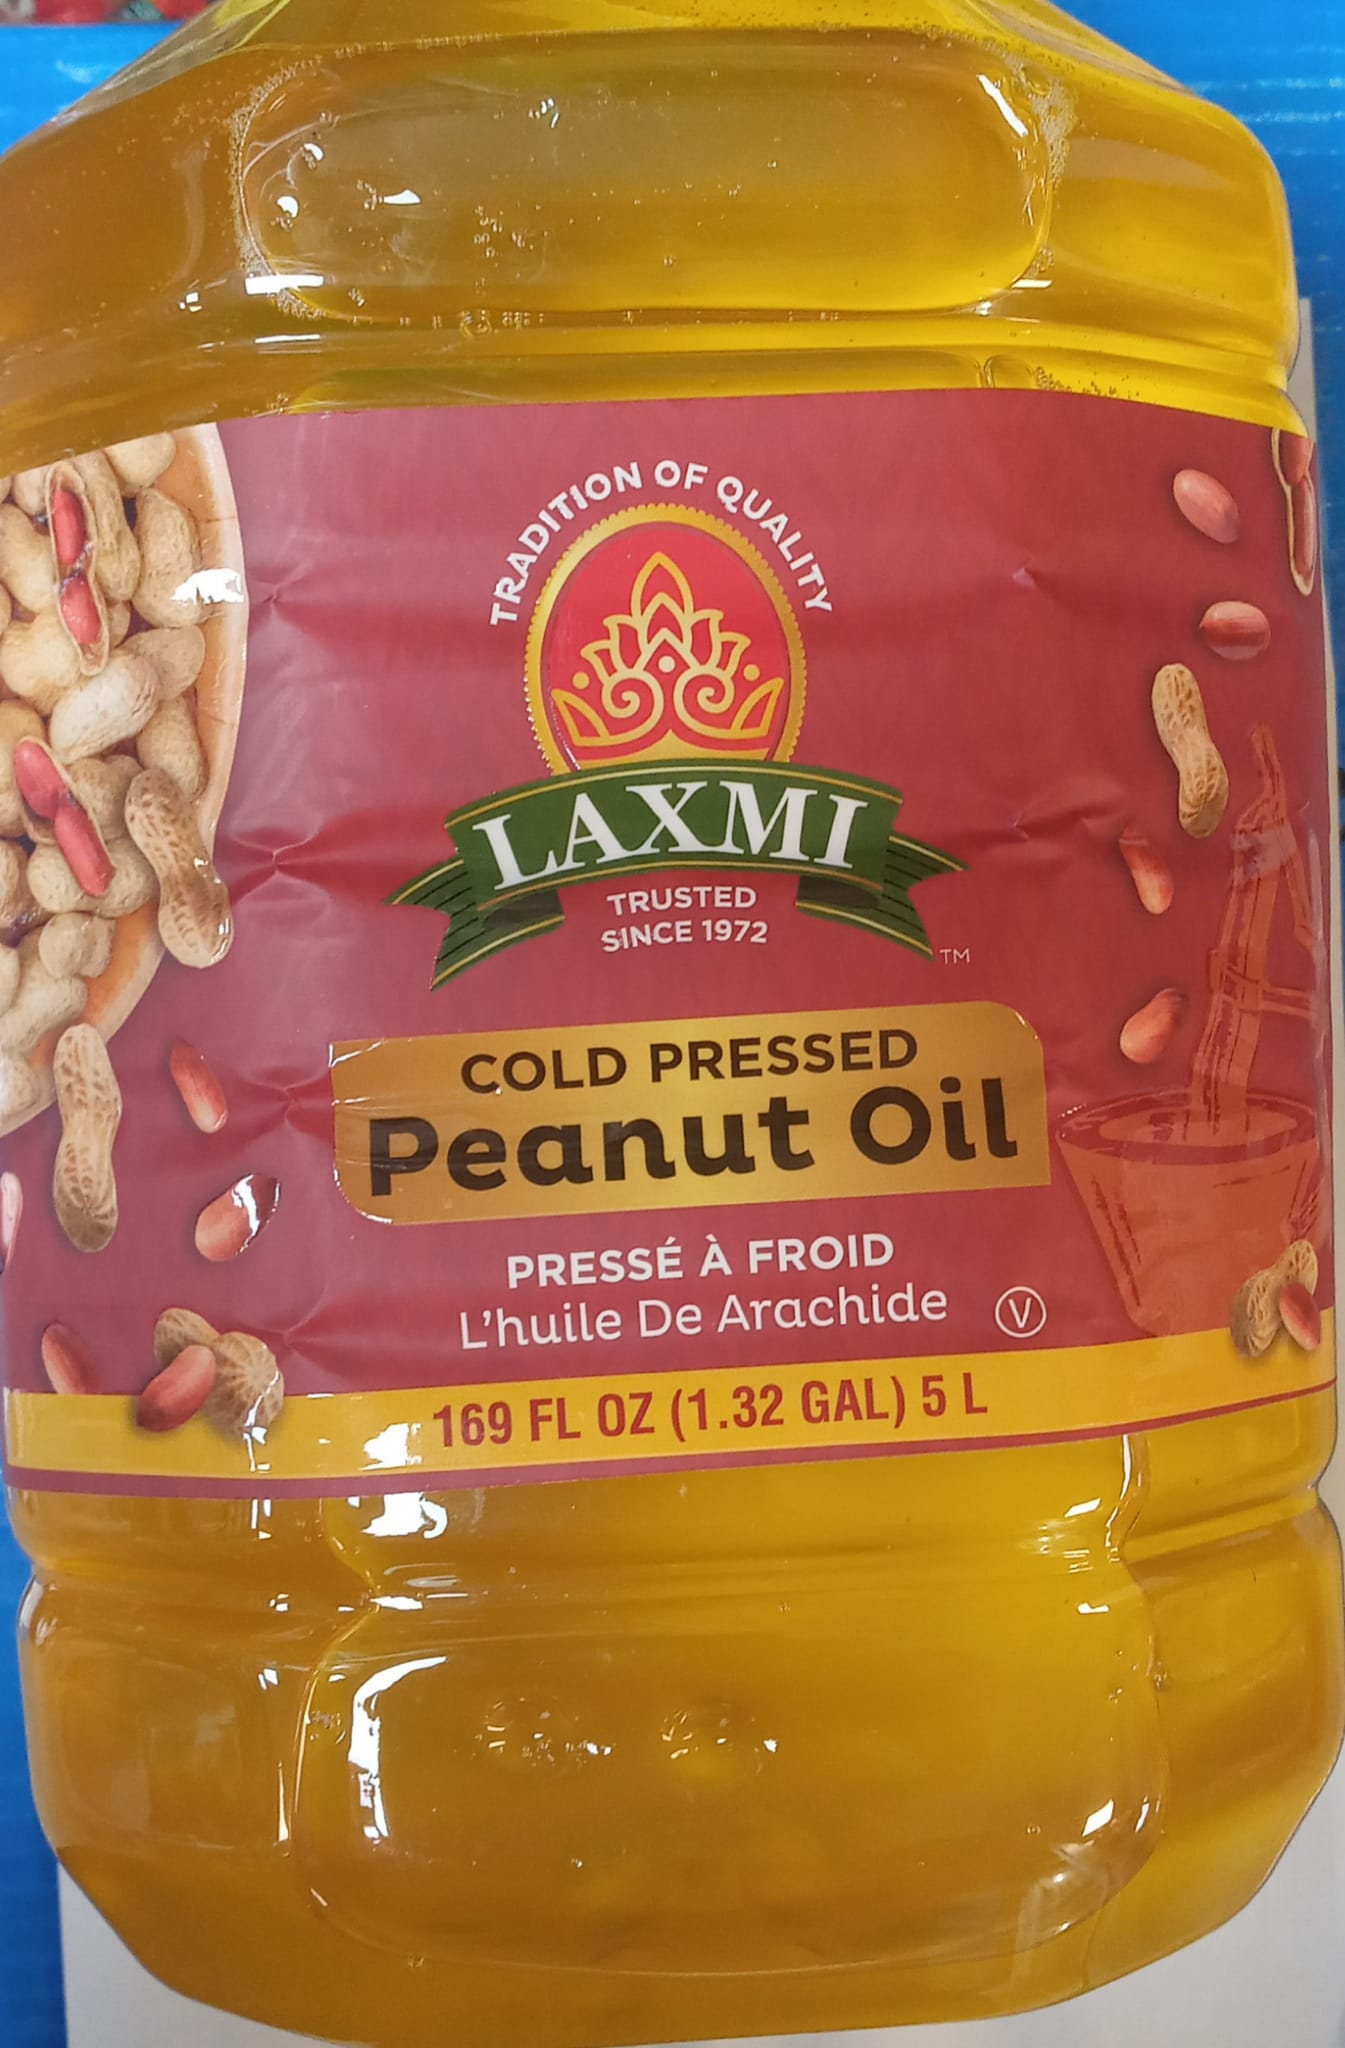 TRADITION OF QUALITY
LAXMI
TRUSTED
SINCE 1972
TM
COLD PRESSED
Peanut Oil
PRESSÉ À FROID
L'huile De Arachide
V
169 FL OZ (1.32 GAL) 5 L